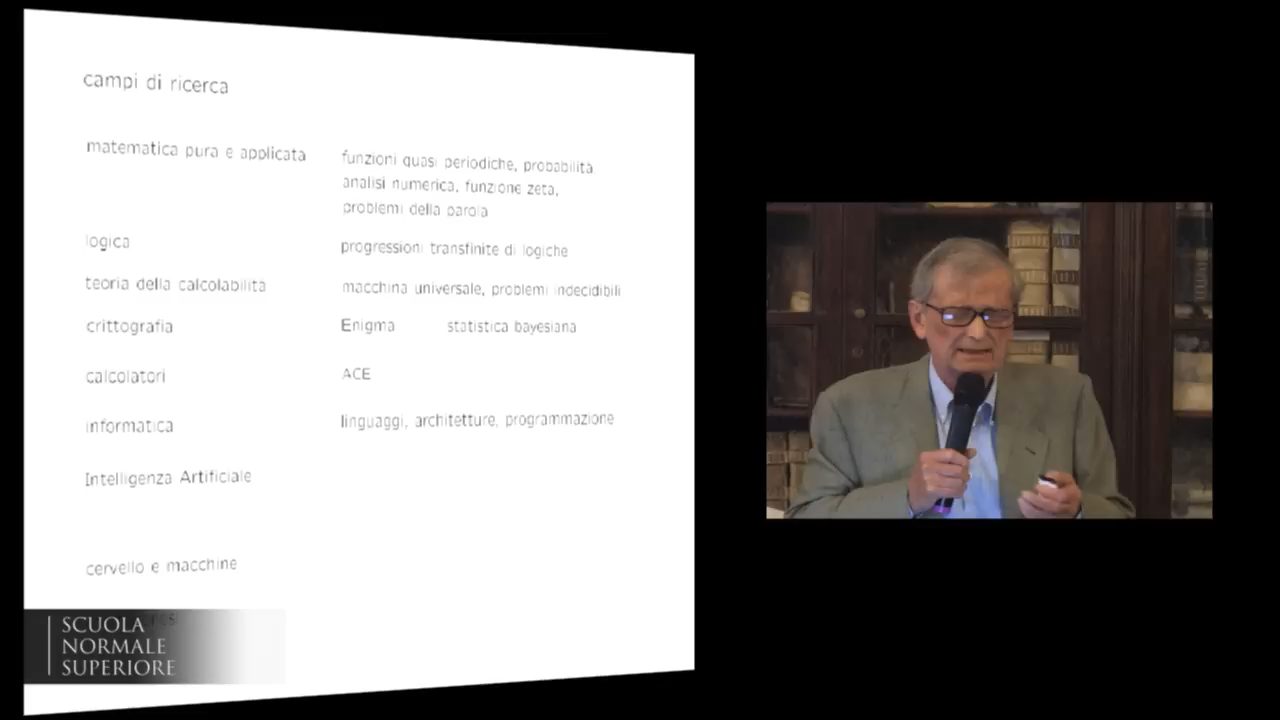 campi di ricerca
matematica pura e applicata
funzioni quasi periodiche, probabilità
analisi numerica, funzione zeta,
problemi della parola
logica
progressioni transfinite di logiche
teoria della calcolabilità
macchina universale, problemi indecidibili
crittografia
Enigma statistica bayesiana
calcolatori
ACE
informatica
linguaggi, architetture, programmazione
Intelligenza Artificiale
cervello e macchine
SCUOLA
NORMALE
SUPERIORE